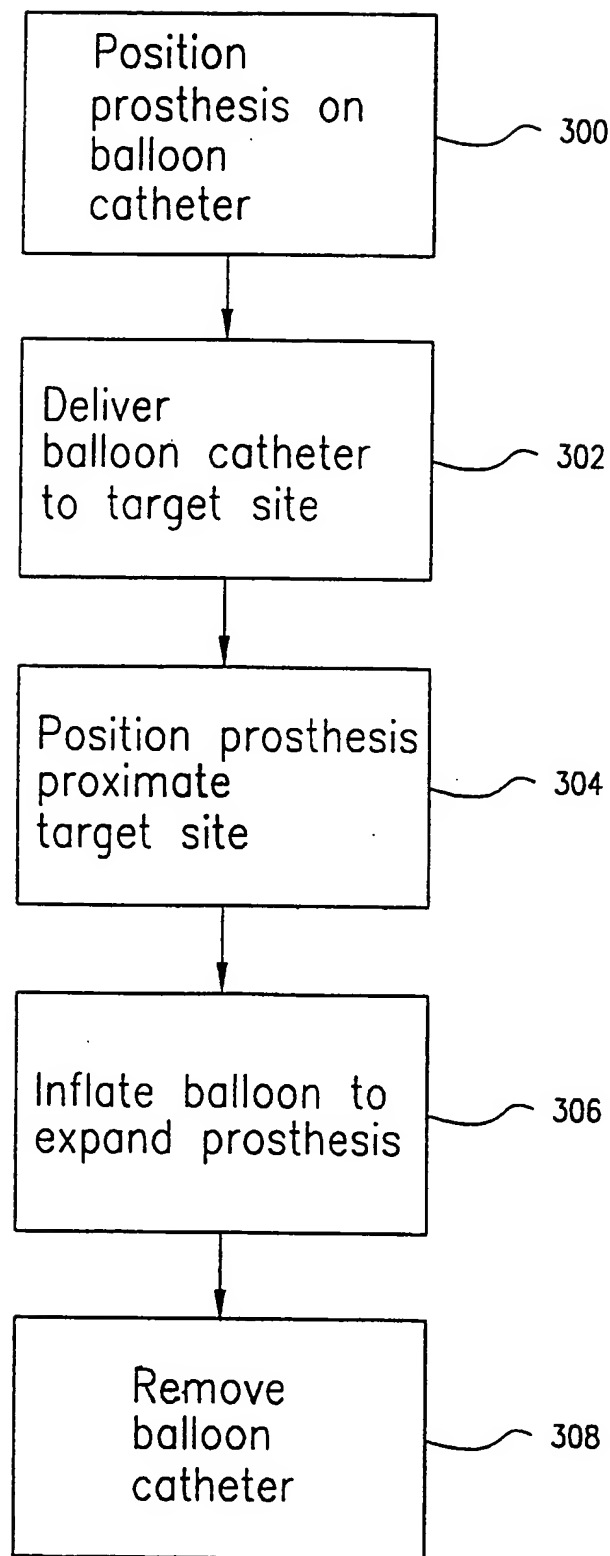 Position
prosthesis on
balloon
catheter
300
Deliver
balloon catheter
to target site
302
Position prosthesis
proximate
target site
304
Inflate balloon to
expand prosthesis
306
Remove
balloon
catheter
308